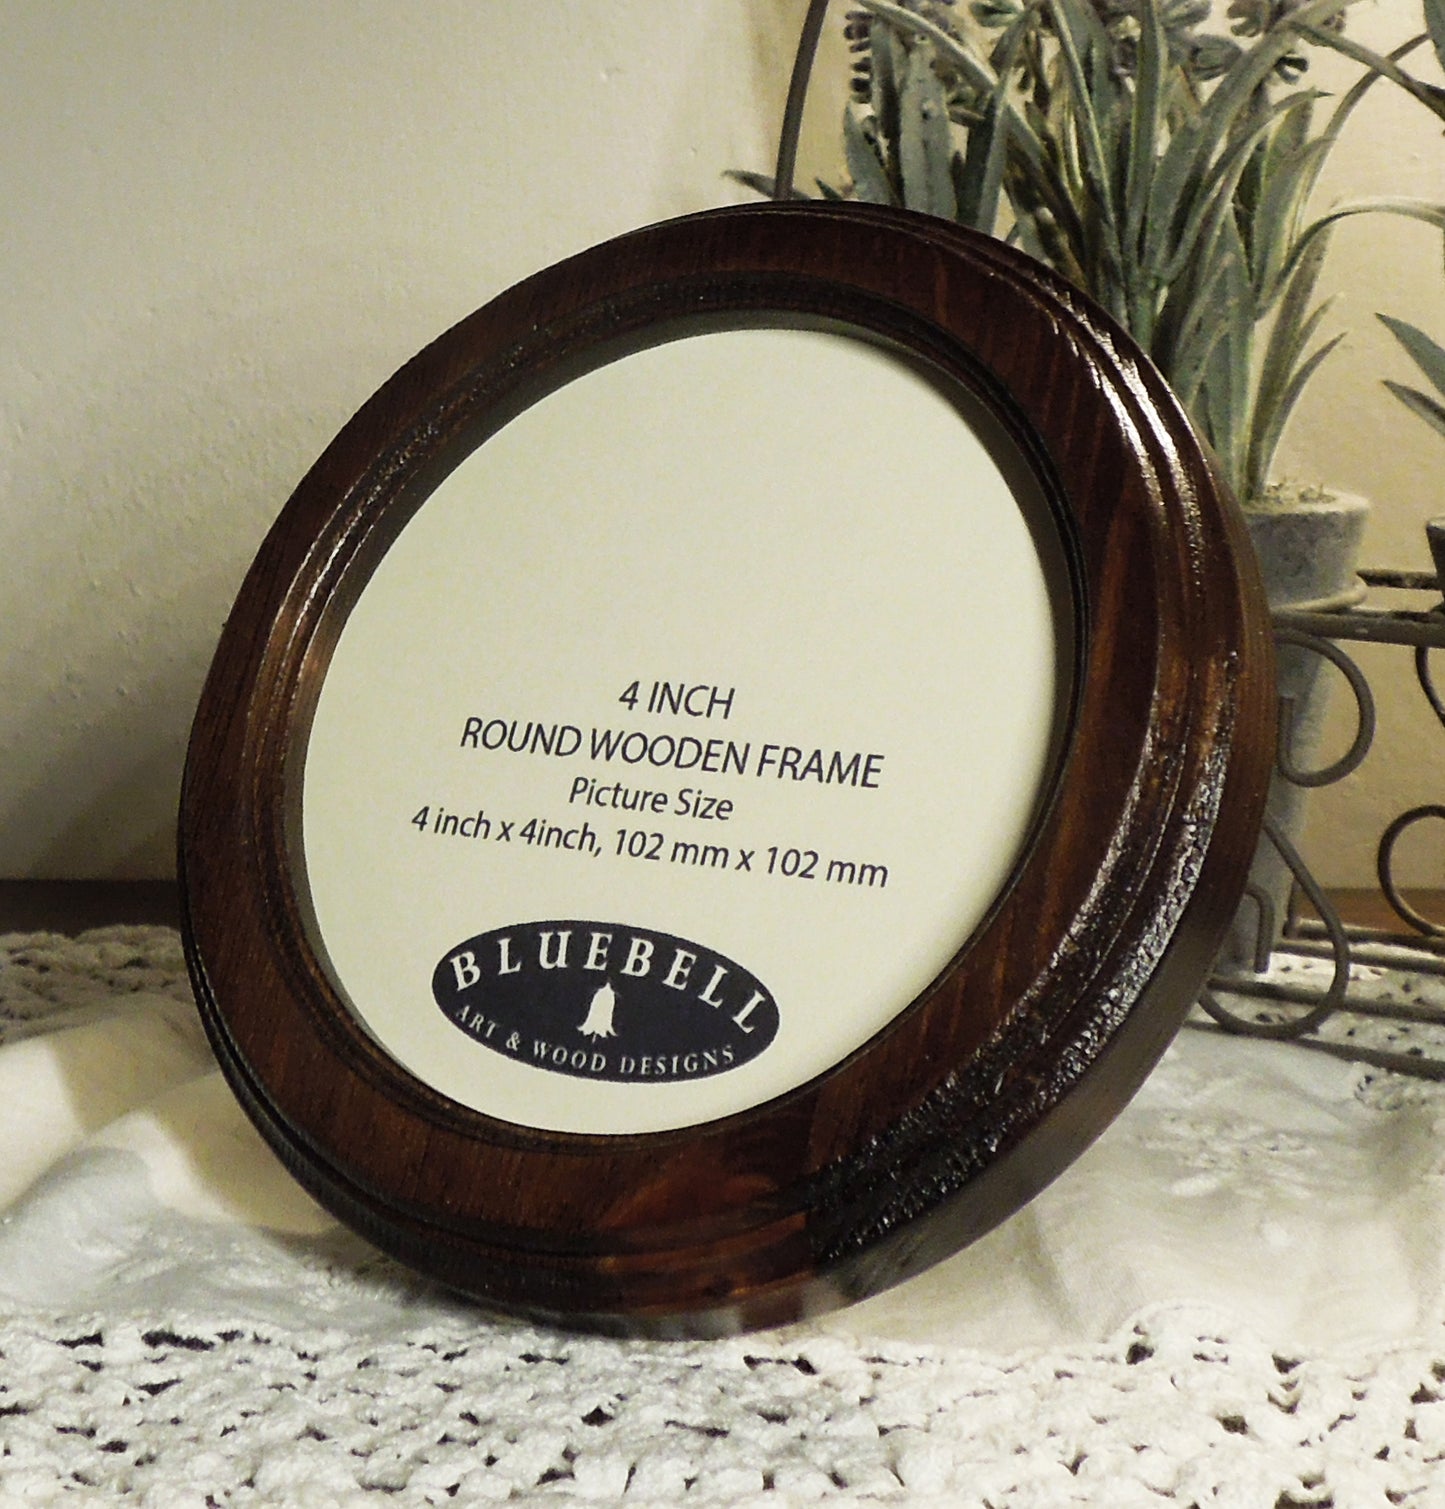 4 INCH
ROUND WOODEN FRAME
Picture Size
4 inch x 4inch, 102 mm x 102 mm
BLUEBELL
ART & WOOD DESIGNS